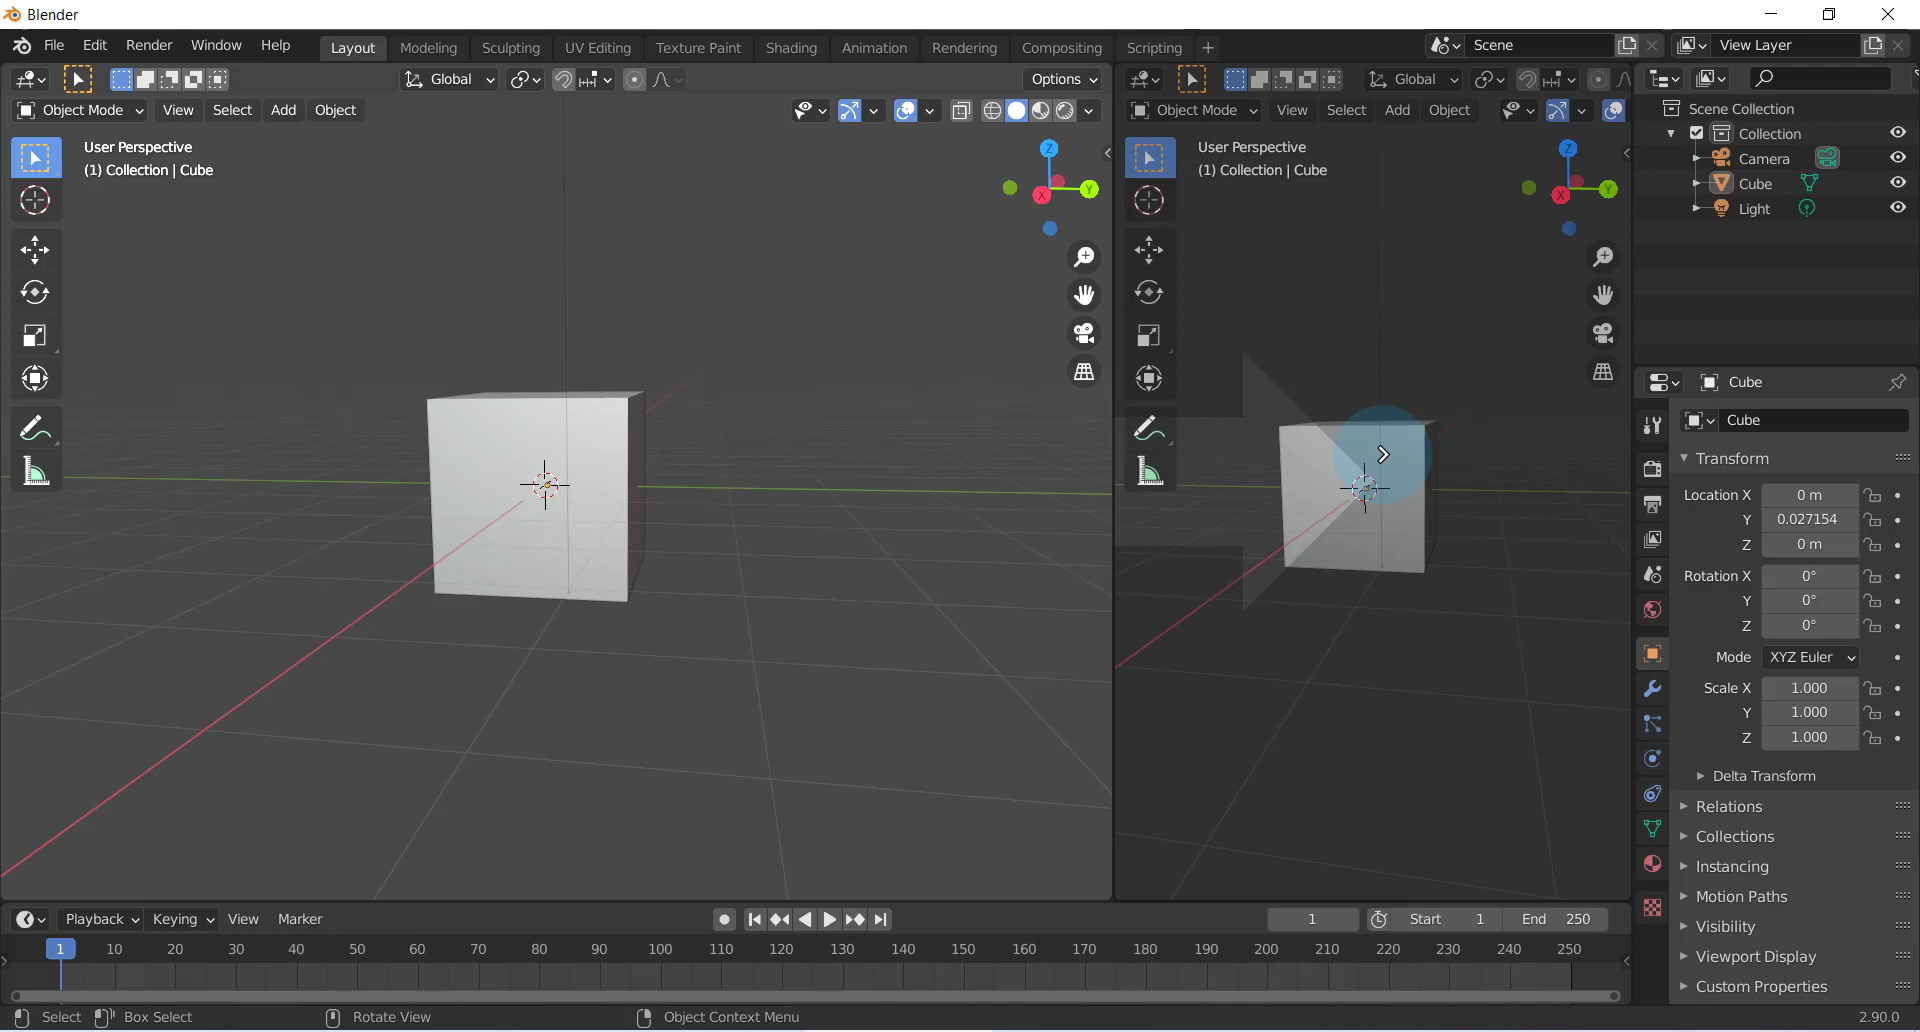 Blender
File Edit Render Window Help Layout Modeling Sculpting UV Editing Texture Paint Shading Animation Rendering Compositing Scripting + Scene View Layer
Global Options Global
Object Mode View Select Add Object Object Mode View Select Add Object
User Perspective
(1) Collection | Cube
Z
Y
X
User Perspective
(1) Collection | Cube
Z
Y
X
Scene Collection
Collection
Camera
Cube
Light
Cube
Cube
Transform
Location X 0 m
Y 0.027154
Z 0 m
Rotation X 0°
Y 0°
Z 0°
Mode XYZ Euler
Scale X 1.000
Y 1.000
Z 1.000
Delta Transform
Relations
Collections
Instancing
Motion Paths
Visibility
Viewport Display
Custom Properties
Playback Keying View Marker 1 Start 1 End 250
1 10 20 30 40 50 60 70 80 90 100 110 120 130 140 150 160 170 180 190 200 210 220 230 240 250
Select Box Select Rotate View Object Context Menu 2.90.0